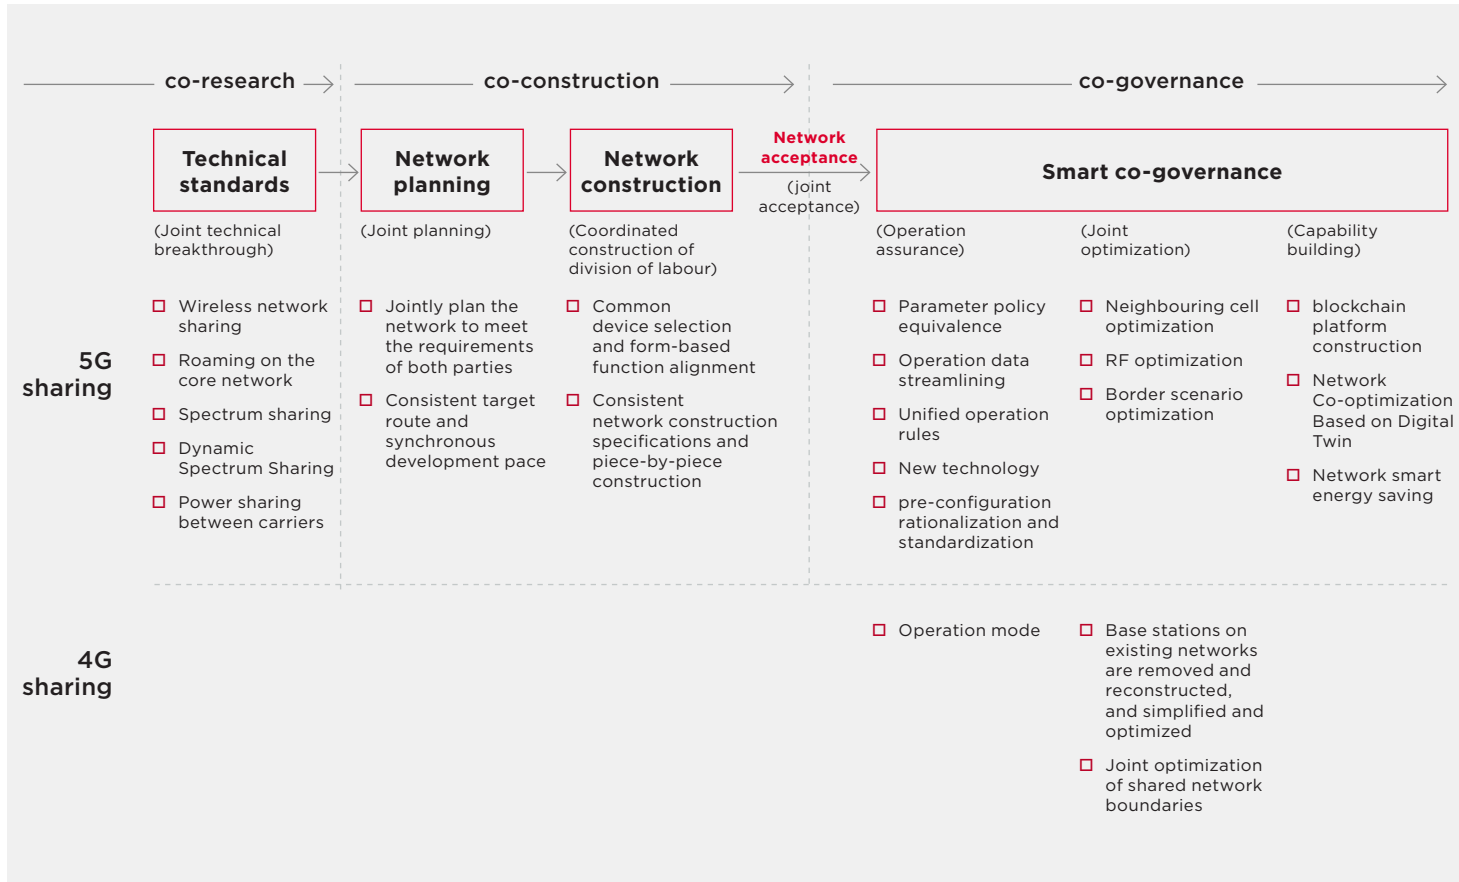 co-research
co-construction
co-governance
Technical
standards
Network
planning
Network
construction
Network
acceptance
(joint
acceptance)
Smart co-governance
(Joint technical
breakthrough)
(Joint planning)
(Coordinated
construction of
division of labour)
(Operation
assurance)
(Joint
optimization)
(Capability
building)
5G
sharing
Wireless network
sharing
Roaming on the
core network
Spectrum sharing
Dynamic
Spectrum Sharing
Power sharing
between carriers
Jointly plan the
network to meet
the requirements
of both parties
Consistent target
route and
synchronous
development pace
Common
device selection
and form-based
function alignment
Consistent
network construction
specifications and
piece-by-piece
construction
Parameter policy
equivalence
Operation data
streamlining
Unified operation
rules
New technology
pre-configuration
rationalization and
standardization
Neighbouring cell
optimization
RF optimization
Border scenario
optimization
blockchain
platform
construction
Network
Co-optimization
Based on Digital
Twin
Network smart
energy saving
4G
sharing
Operation mode
Base stations on
existing networks
are removed and
reconstructed,
and simplified and
optimized
Joint optimization
of shared network
boundaries